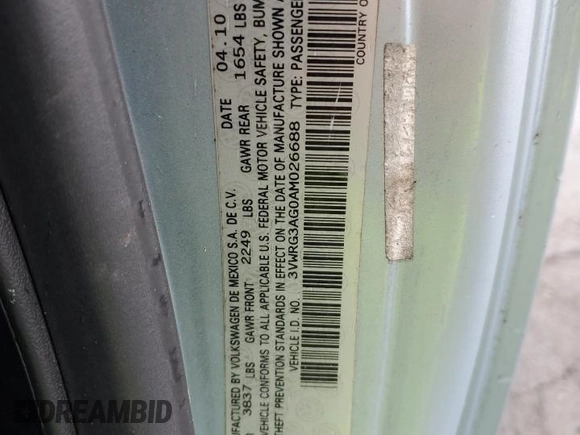 MANUFACTURED BY VOLKSWAGEN DE MEXICO S.A. DE C.V. DATE 04.10
3837 LBS GAWR FRONT 2249 LBS GAWR REAR 1654 LBS
VEHICLE CONFORMS TO ALL APPLICABLE U.S. FEDERAL MOTOR VEHICLE SAFETY, BUM
THEFT PREVENTION STANDARDS IN EFFECT ON THE DATE OF MANUFACTURE SHOWN A
VEHICLE I.D. NO. 3VWRG3AG0AM026688 TYPE: PASSENGER
COUNTRY O
DREAMBID